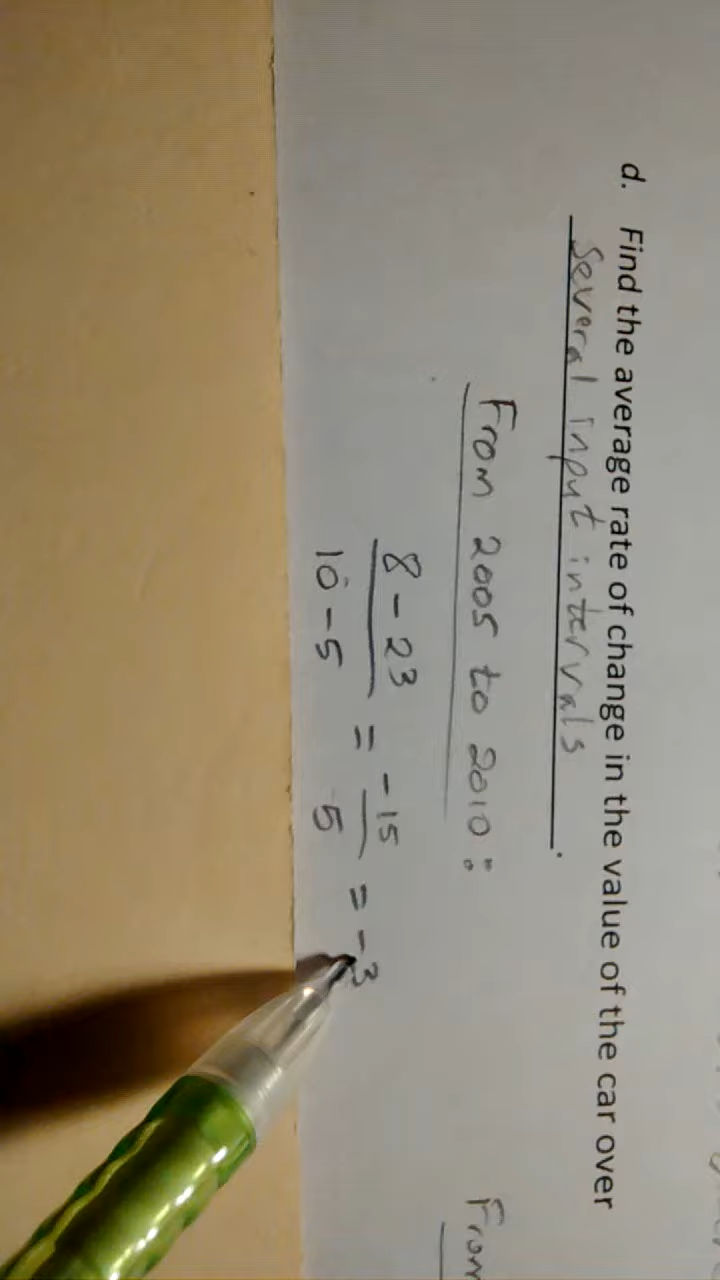 d. Find the average rate of change in the value of the car over
several input intervals.
From 2005 to 2010:
From
8 - 23
10 - 5
= -15
5
= -3